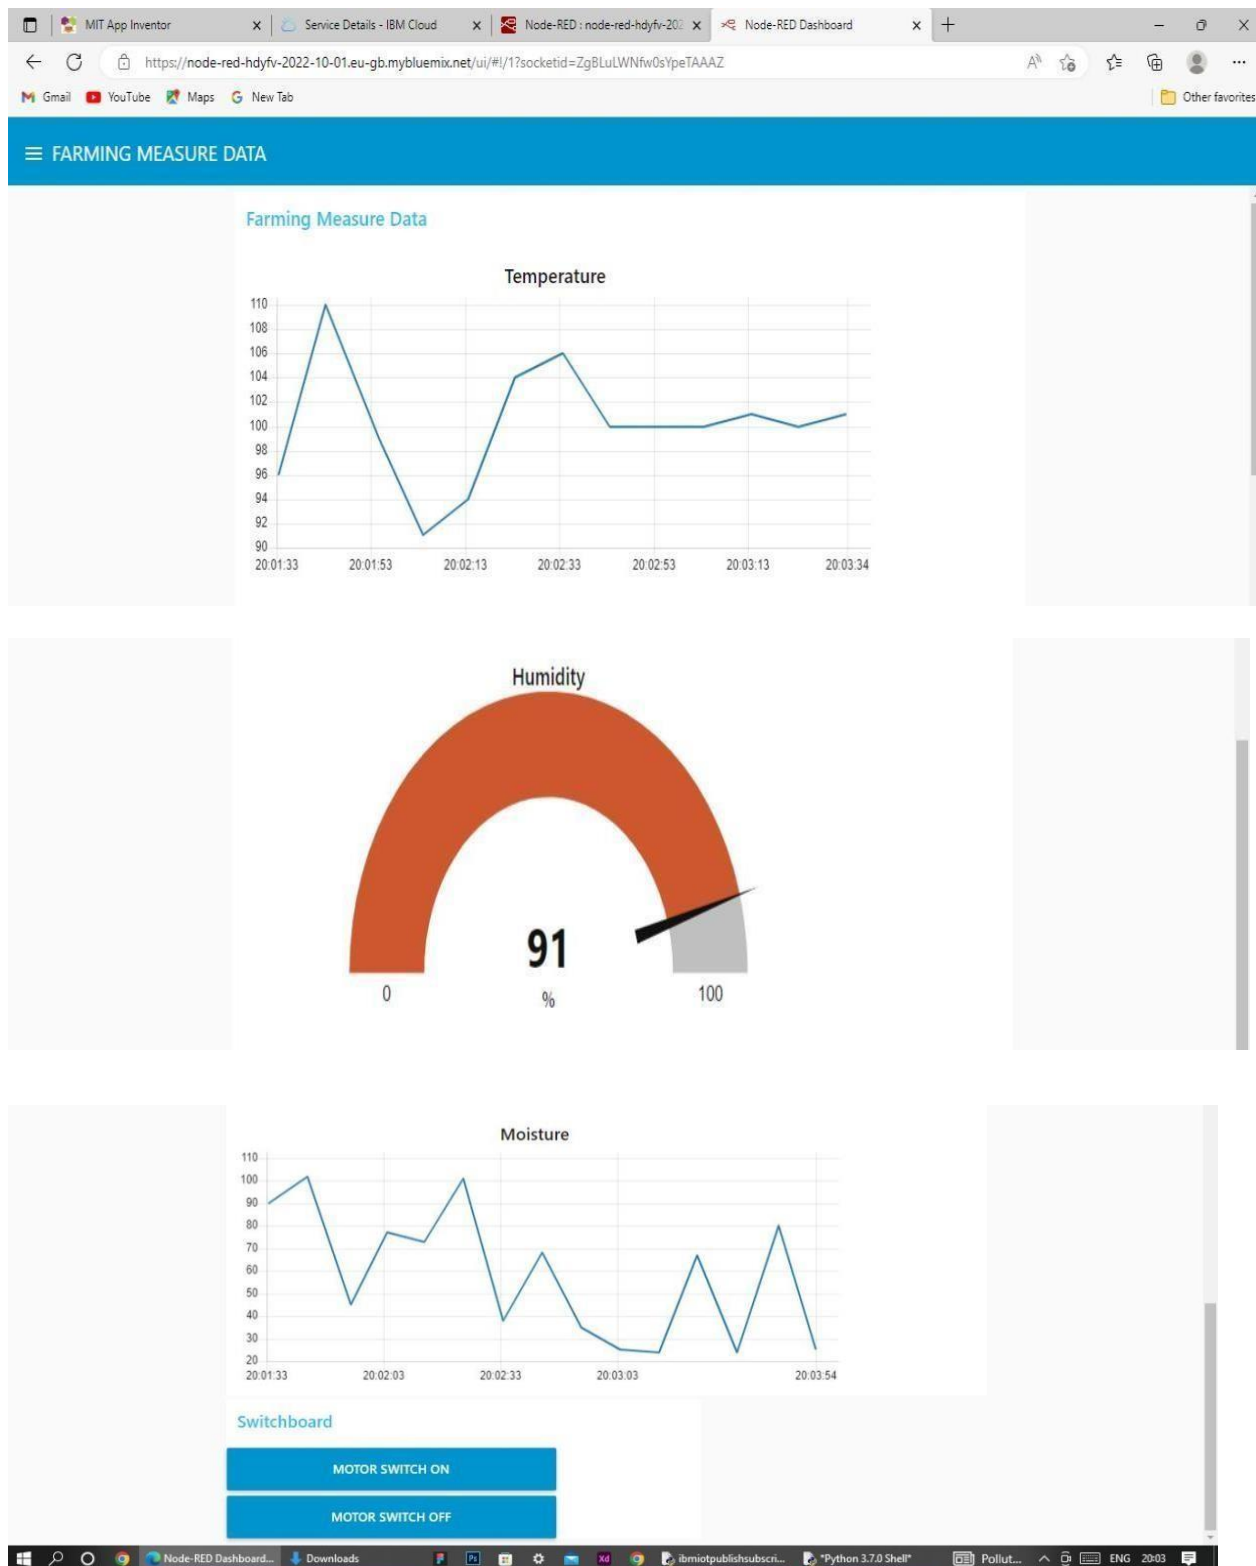 MIT App Inventor
Service Details - IBM Cloud
Node-RED : node-red-hdyfv-202
Node-RED Dashboard
https://node-red-hdyfv-2022-10-01.eu-gb.mybluemix.net/ui/#!/1?socketid=ZgBLuLWNfw0sYpeTAAAZ
Gmail YouTube Maps New Tab Other favorites
FARMING MEASURE DATA
Farming Measure Data
Temperature
110
108
106
104
102
100
98
96
94
92
90
20:01:33 20:01:53 20:02:13 20:02:33 20:02:53 20:03:13 20:03:34
Humidity
91
0 % 100
Moisture
110
100
90
80
70
60
50
40
30
20
20:01:33 20:02:03 20:02:33 20:03:03 20:03:54
Switchboard
MOTOR SWITCH ON
MOTOR SWITCH OFF
Node-RED Dashboard... Downloads Ps Xd ibmiotpublishsubscri... *Python 3.7.0 Shell* Pollut... ENG 20:03